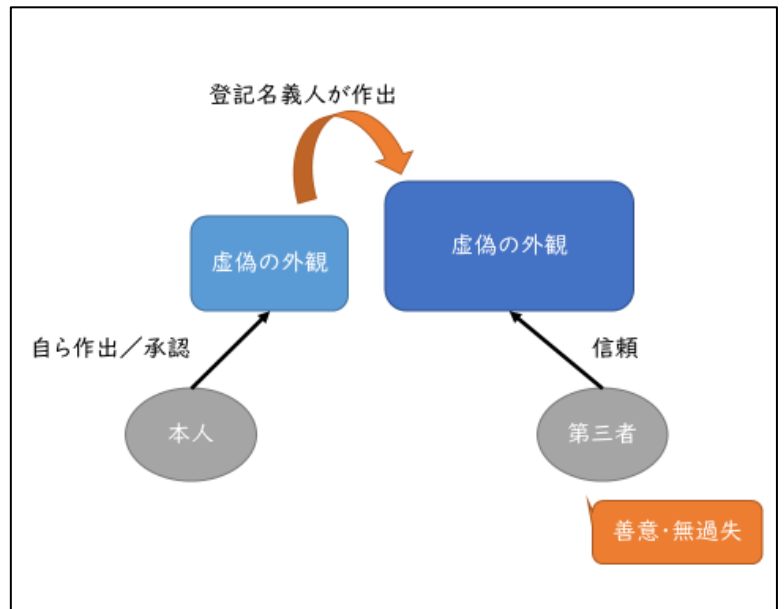 登記名義人が作出
虚偽の外観
虚偽の外観
自ら作出／承認
信頼
本人
第三者
善意・無過失